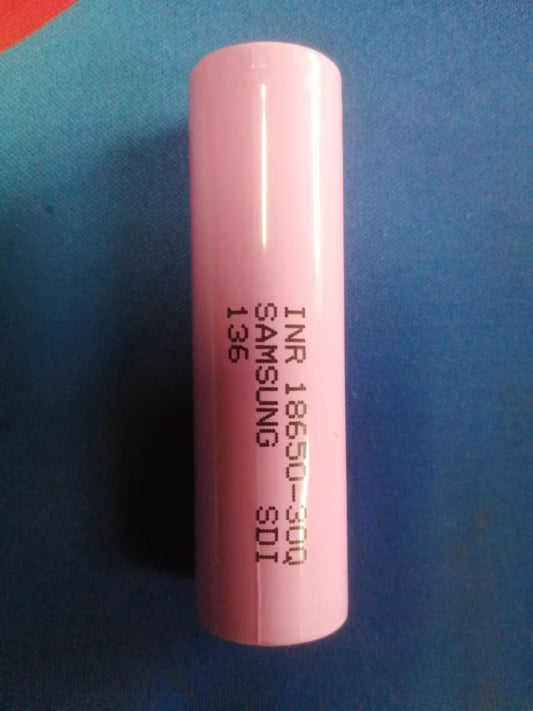 INR 18650-30Q
SAMSUNG SDI
136